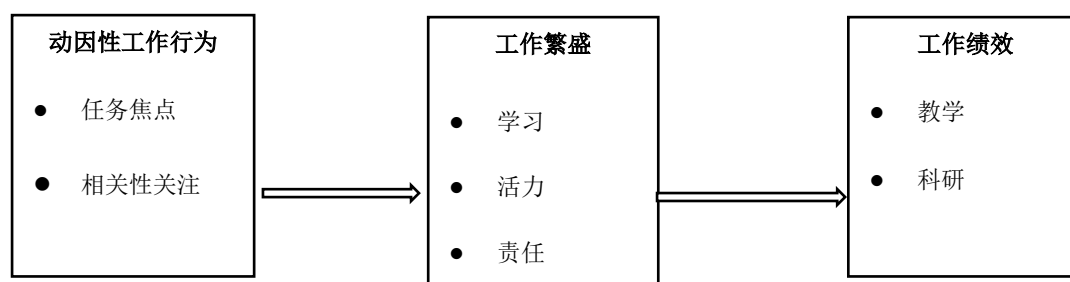 动因性工作行为
● 任务焦点
● 相关性关注
工作繁盛
● 学习
● 活力
● 责任
工作绩效
● 教学
● 科研